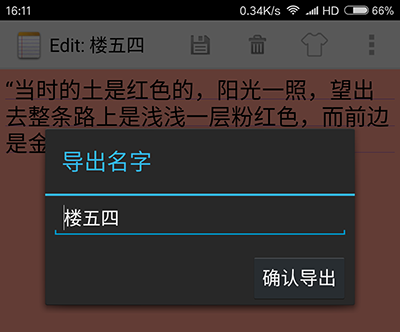 16:11
0.34K/s HD 66%
Edit: 楼五四
“当时的土是红色的，阳光一照，望出
去整条路上是浅浅一层粉红色，而前边
是金
导出名字
楼五四
确认导出